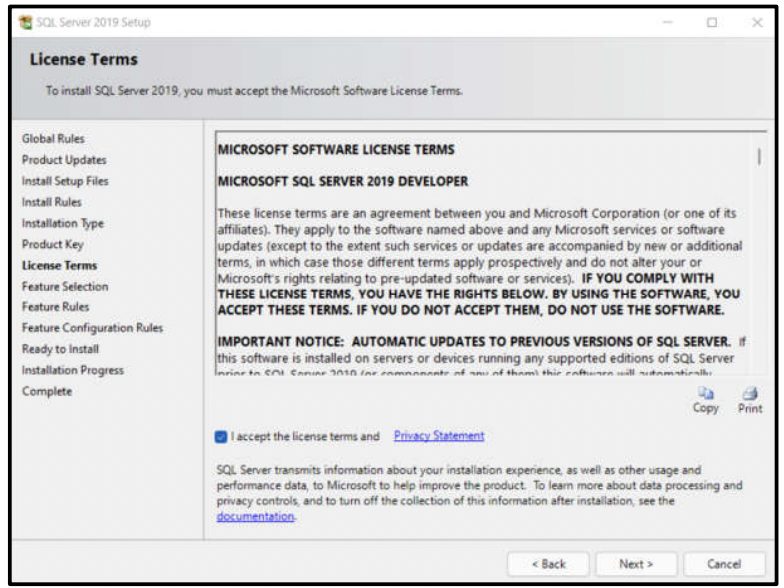 SQL Server 2019 Setup
License Terms
To install SQL Server 2019, you must accept the Microsoft Software License Terms.
Global Rules
Product Updates
Install Setup Files
Install Rules
Installation Type
Product Key
License Terms
Feature Selection
Feature Rules
Feature Configuration Rules
Ready to Install
Installation Progress
Complete
MICROSOFT SOFTWARE LICENSE TERMS
MICROSOFT SQL SERVER 2019 DEVELOPER
These license terms are an agreement between you and Microsoft Corporation (or one of its
affiliates). They apply to the software named above and any Microsoft services or software
updates (except to the extent such services or updates are accompanied by new or additional
terms, in which case those different terms apply prospectively and do not alter your or
Microsoft's rights relating to pre-updated software or services). IF YOU COMPLY WITH
THESE LICENSE TERMS, YOU HAVE THE RIGHTS BELOW. BY USING THE SOFTWARE, YOU
ACCEPT THESE TERMS. IF YOU DO NOT ACCEPT THEM, DO NOT USE THE SOFTWARE.
IMPORTANT NOTICE: AUTOMATIC UPDATES TO PREVIOUS VERSIONS OF SQL SERVER. If
this software is installed on servers or devices running any supported editions of SQL Server
prior to SQL Server 2019 (or components of any of them) this software will automatically
Copy Print
I accept the license terms and Privacy Statement
SQL Server transmits information about your installation experience, as well as other usage and
performance data, to Microsoft to help improve the product. To learn more about data processing and
privacy controls, and to turn off the collection of this information after installation, see the
documentation.
< Back Next > Cancel